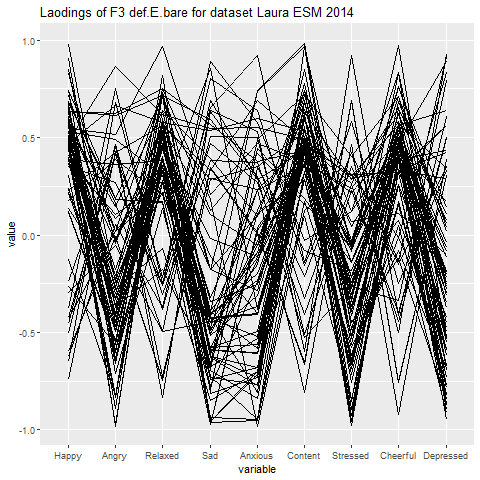 Laodings of F3 def.E.bare for dataset Laura ESM 2014
1.0
0.5
0.0
-0.5
-1.0
value
Happy Angry Relaxed Sad Anxious Content Stressed Cheerful Depressed
variable